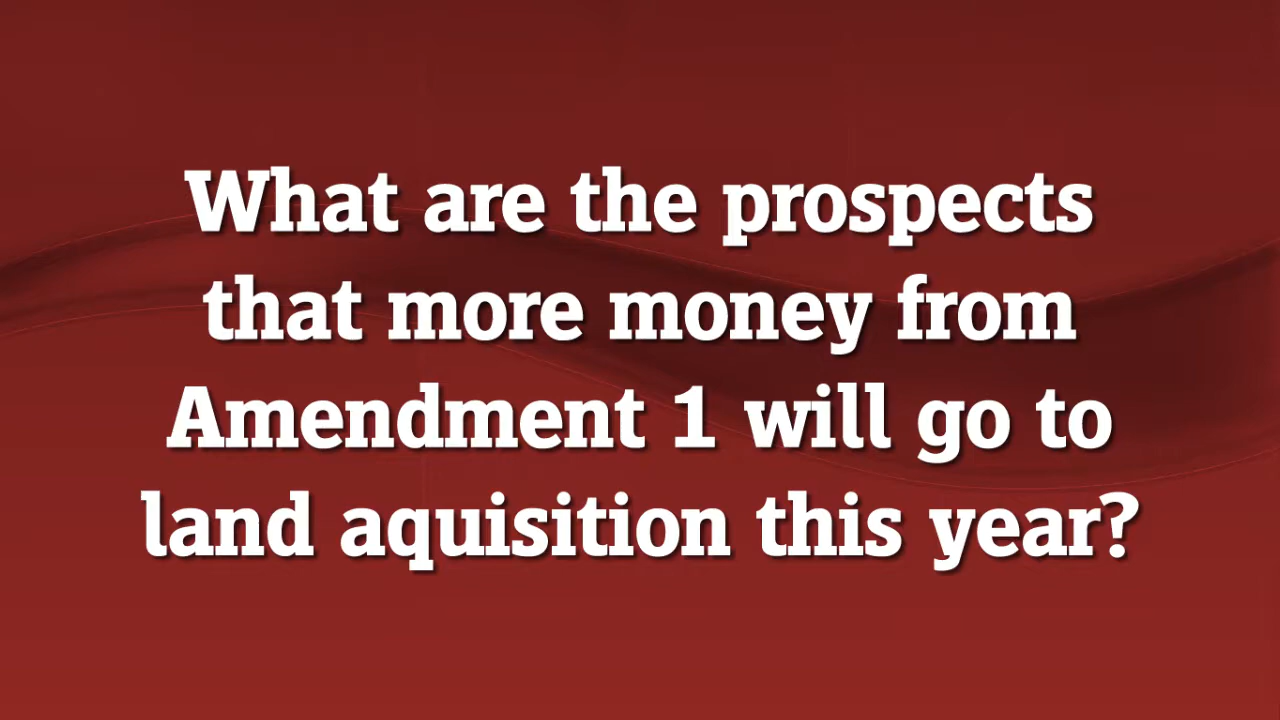 What are the prospects
that more money from
Amendment 1 will go to
land aquisition this year?